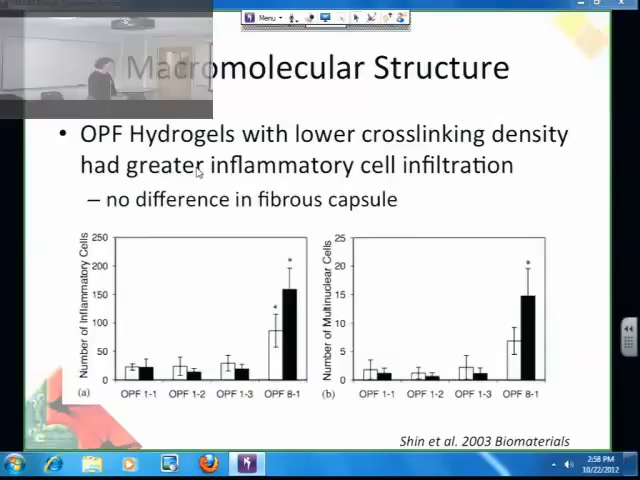 Menu
Macromolecular Structure
• OPF Hydrogels with lower crosslinking density
had greater inflammatory cell infiltration
– no difference in fibrous capsule
Number of Inflammatory Cells
250
200
150
100
50
0
*
*
OPF 1-1 OPF 1-2 OPF 1-3 OPF 8-1
(a)
Number of Multinuclear Cells
25
20
15
10
5
0
*
OPF 1-1 OPF 1-2 OPF 1-3 OPF 8-1
(b)
Shin et al. 2003 Biomaterials
2:58 PM
10/22/2012